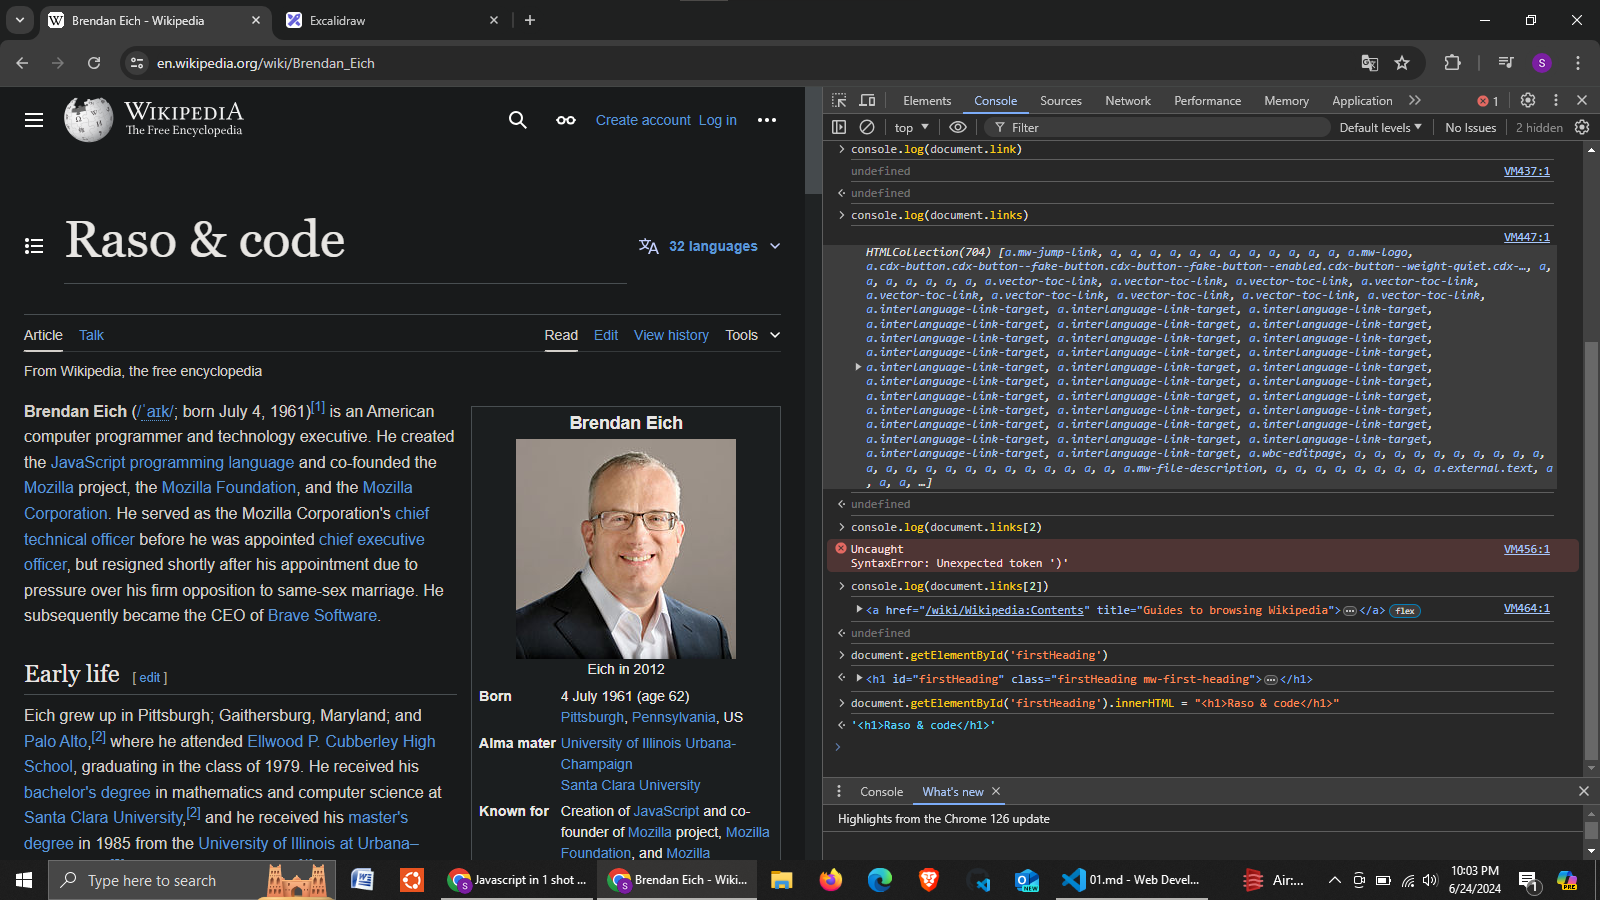 Brendan Eich - Wikipedia
Excalidraw
en.wikipedia.org/wiki/Brendan_Eich
S
WIKIPEDIA
The Free Encyclopedia
Create account Log in
Raso & code
32 languages
Article Talk
Read Edit View history Tools
From Wikipedia, the free encyclopedia
Brendan Eich (/ˈaɪk/; born July 4, 1961)[1] is an American
computer programmer and technology executive. He created
the JavaScript programming language and co-founded the
Mozilla project, the Mozilla Foundation, and the Mozilla
Corporation. He served as the Mozilla Corporation's chief
technical officer before he was appointed chief executive
officer, but resigned shortly after his appointment due to
pressure over his firm opposition to same-sex marriage. He
subsequently became the CEO of Brave Software.
Early life [ edit ]
Eich grew up in Pittsburgh; Gaithersburg, Maryland; and
Palo Alto,[2] where he attended Ellwood P. Cubberley High
School, graduating in the class of 1979. He received his
bachelor's degree in mathematics and computer science at
Santa Clara University,[2] and he received his master's
degree in 1985 from the University of Illinois at Urbana–
Brendan Eich
Eich in 2012
Born 4 July 1961 (age 62)
Pittsburgh, Pennsylvania, US
Alma mater University of Illinois Urbana-
Champaign
Santa Clara University
Known for Creation of JavaScript and co-
founder of Mozilla project, Mozilla
Foundation, and Mozilla
Elements Console Sources Network Performance Memory Application 1
top Filter Default levels No Issues 2 hidden
console.log(document.link)
undefined VM437:1
undefined
console.log(document.links)
VM447:1
HTMLCollection(704) [a.mw-jump-link, a, a, a, a, a, a, a, a, a, a, a, a, a.mw-logo,
a.cdx-button.cdx-button--fake-button.cdx-button--fake-button--enabled.cdx-button--weight-quiet.cdx-…, a,
a, a, a, a, a, a, a.vector-toc-link, a.vector-toc-link, a.vector-toc-link, a.vector-toc-link,
a.vector-toc-link, a.vector-toc-link, a.vector-toc-link, a.vector-toc-link, a.vector-toc-link,
a.interlanguage-link-target, a.interlanguage-link-target, a.interlanguage-link-target,
a.interlanguage-link-target, a.interlanguage-link-target, a.interlanguage-link-target,
a.interlanguage-link-target, a.interlanguage-link-target, a.interlanguage-link-target,
a.interlanguage-link-target, a.interlanguage-link-target, a.interlanguage-link-target,
a.interlanguage-link-target, a.interlanguage-link-target, a.interlanguage-link-target,
a.interlanguage-link-target, a.interlanguage-link-target, a.interlanguage-link-target,
a.interlanguage-link-target, a.interlanguage-link-target, a.interlanguage-link-target,
a.interlanguage-link-target, a.interlanguage-link-target, a.interlanguage-link-target,
a.interlanguage-link-target, a.interlanguage-link-target, a.interlanguage-link-target,
a.interlanguage-link-target, a.interlanguage-link-target, a.interlanguage-link-target,
a.interlanguage-link-target, a.interlanguage-link-target, a.wbc-editpage, a, a, a, a, a, a, a, a, a, a,
a, a, a, a, a, a, a, a, a, a, a, a, a, a.mw-file-description, a, a, a, a, a, a, a, a, a.external.text, a
, a, a, …]
undefined
console.log(document.links[2)
Uncaught VM456:1
SyntaxError: Unexpected token ')'
console.log(document.links[2])
<a href="/wiki/Wikipedia:Contents" title="Guides to browsing Wikipedia">…</a> flex VM464:1
undefined
document.getElementById('firstHeading')
<h1 id="firstHeading" class="firstHeading mw-first-heading">…</h1>
document.getElementById('firstHeading').innerHTML = "<h1>Raso & code</h1>"
'<h1>Raso & code</h1>'
Console What's new
Highlights from the Chrome 126 update
Type here to search
Javascript in 1 shot ...
Brendan Eich - Wiki...
NEW
01.md - Web Devel...
Air:...
10:03 PM
6/24/2024
1
PRE